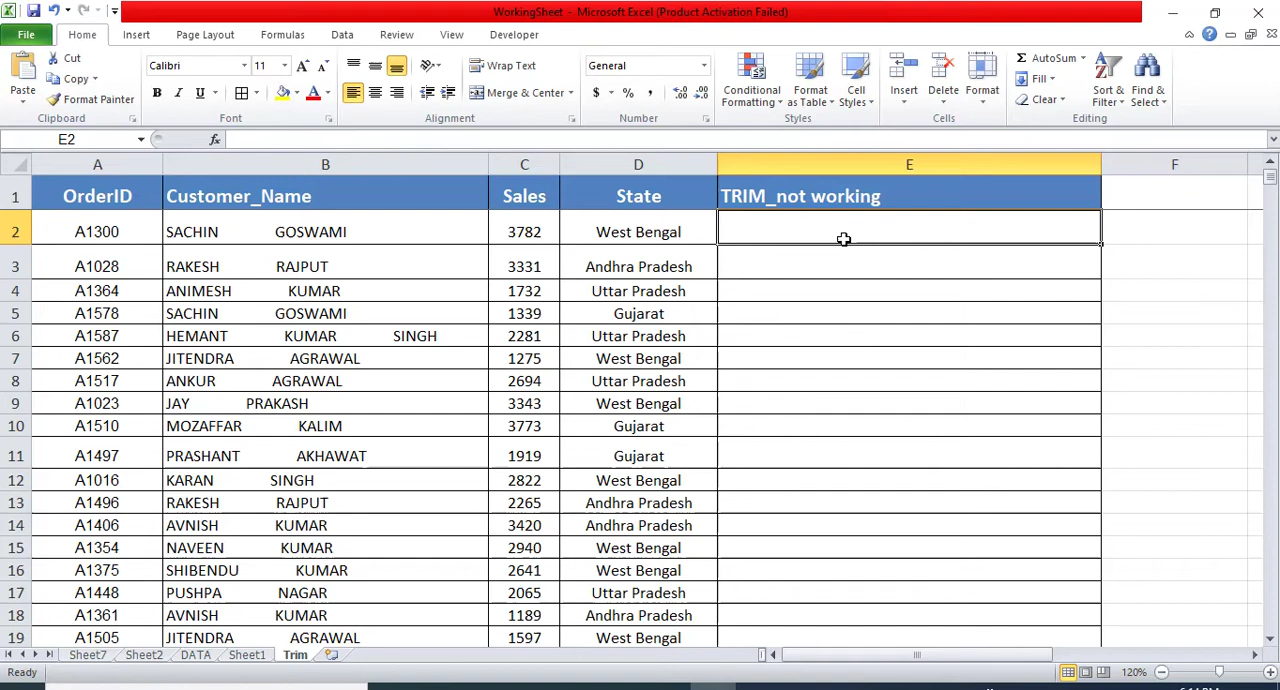 WorkingSheet - Microsoft Excel (Product Activation Failed)
File Home Insert Page Layout Formulas Data Review View Developer
Paste Cut Copy Format Painter Clipboard
Calibri 11 A A B I U A Font
Wrap Text Merge & Center Alignment
General $ % , .00 .0 Number
Conditional Formatting Format as Table Cell Styles Styles
Insert Delete Format Cells
Σ AutoSum Fill Clear Sort & Filter Find & Select Editing
E2 fx
A B C D E F
1 OrderID Customer_Name Sales State TRIM_not working
2 A1300 SACHIN GOSWAMI 3782 West Bengal
3 A1028 RAKESH RAJPUT 3331 Andhra Pradesh
4 A1364 ANIMESH KUMAR 1732 Uttar Pradesh
5 A1578 SACHIN GOSWAMI 1339 Gujarat
6 A1587 HEMANT KUMAR SINGH 2281 Uttar Pradesh
7 A1562 JITENDRA AGRAWAL 1275 West Bengal
8 A1517 ANKUR AGRAWAL 2694 Uttar Pradesh
9 A1023 JAY PRAKASH 3343 West Bengal
10 A1510 MOZAFFAR KALIM 3773 Gujarat
11 A1497 PRASHANT AKHAWAT 1919 Gujarat
12 A1016 KARAN SINGH 2822 West Bengal
13 A1496 RAKESH RAJPUT 2265 Andhra Pradesh
14 A1406 AVNISH KUMAR 3420 Andhra Pradesh
15 A1354 NAVEEN KUMAR 2940 West Bengal
16 A1375 SHIBENDU KUMAR 2641 West Bengal
17 A1448 PUSHPA NAGAR 2065 Uttar Pradesh
18 A1361 AVNISH KUMAR 1189 Andhra Pradesh
19 A1505 JITENDRA AGRAWAL 1597 West Bengal
Sheet7 Sheet2 DATA Sheet1 Trim
Ready 120%